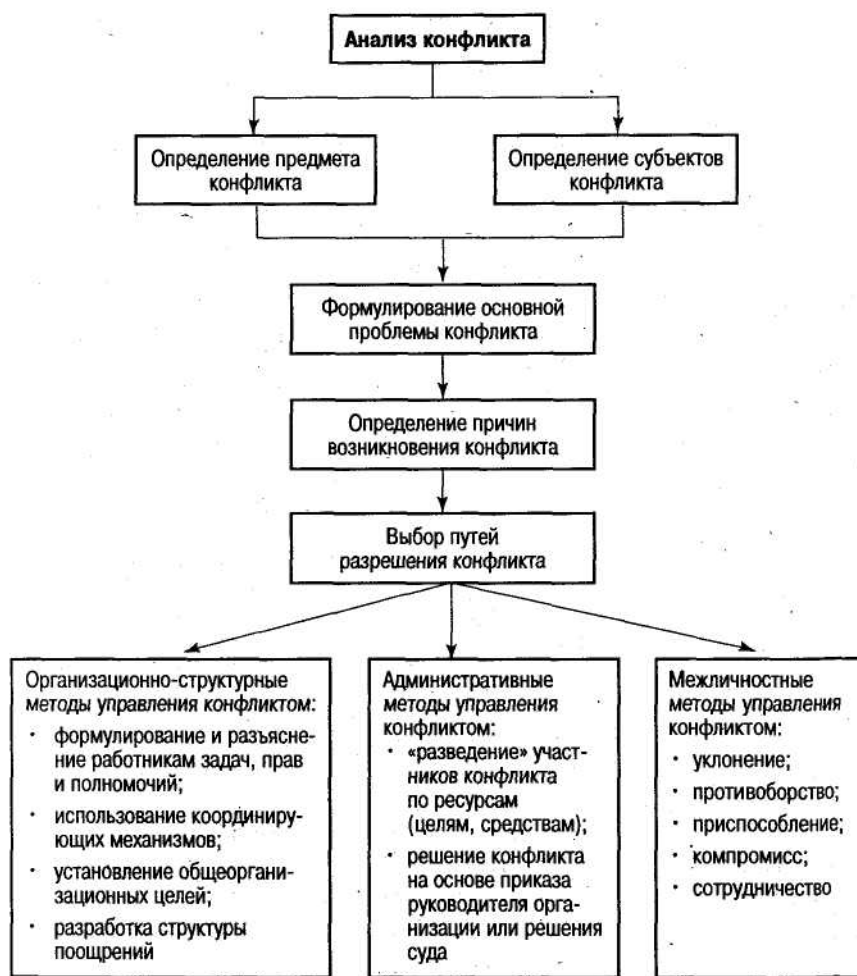 Анализ конфликта
Определение предмета
конфликта
Определение субъектов
конфликта
Формулирование основной
проблемы конфликта
Определение причин
возникновения конфликта
Выбор путей
разрешения конфликта
Организационно-структурные
методы управления конфликтом:
· формулирование и разъясне-
ние работникам задач, прав
и полномочий;
· использование координиру-
ющих механизмов;
· установление общеоргани-
зационных целей;
· разработка структуры
поощрений
Административные
методы управления
конфликтом:
· «разведение» участ-
ников конфликта
по ресурсам
(целям, средствам);
· решение конфликта
на основе приказа
руководителя орга-
низации или решения
суда
Межличностные
методы управления
конфликтом:
· уклонение;
· противоборство;
· приспособление;
· компромисс;
· сотрудничество